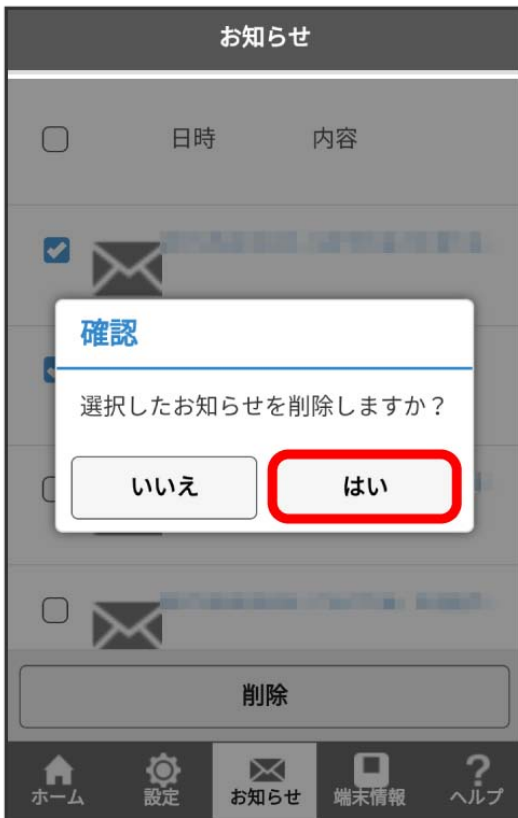 お知らせ
日時 内容
確認
選択したお知らせを削除しますか？
いいえ はい
削除
ホーム 設定 お知らせ 端末情報 ヘルプ